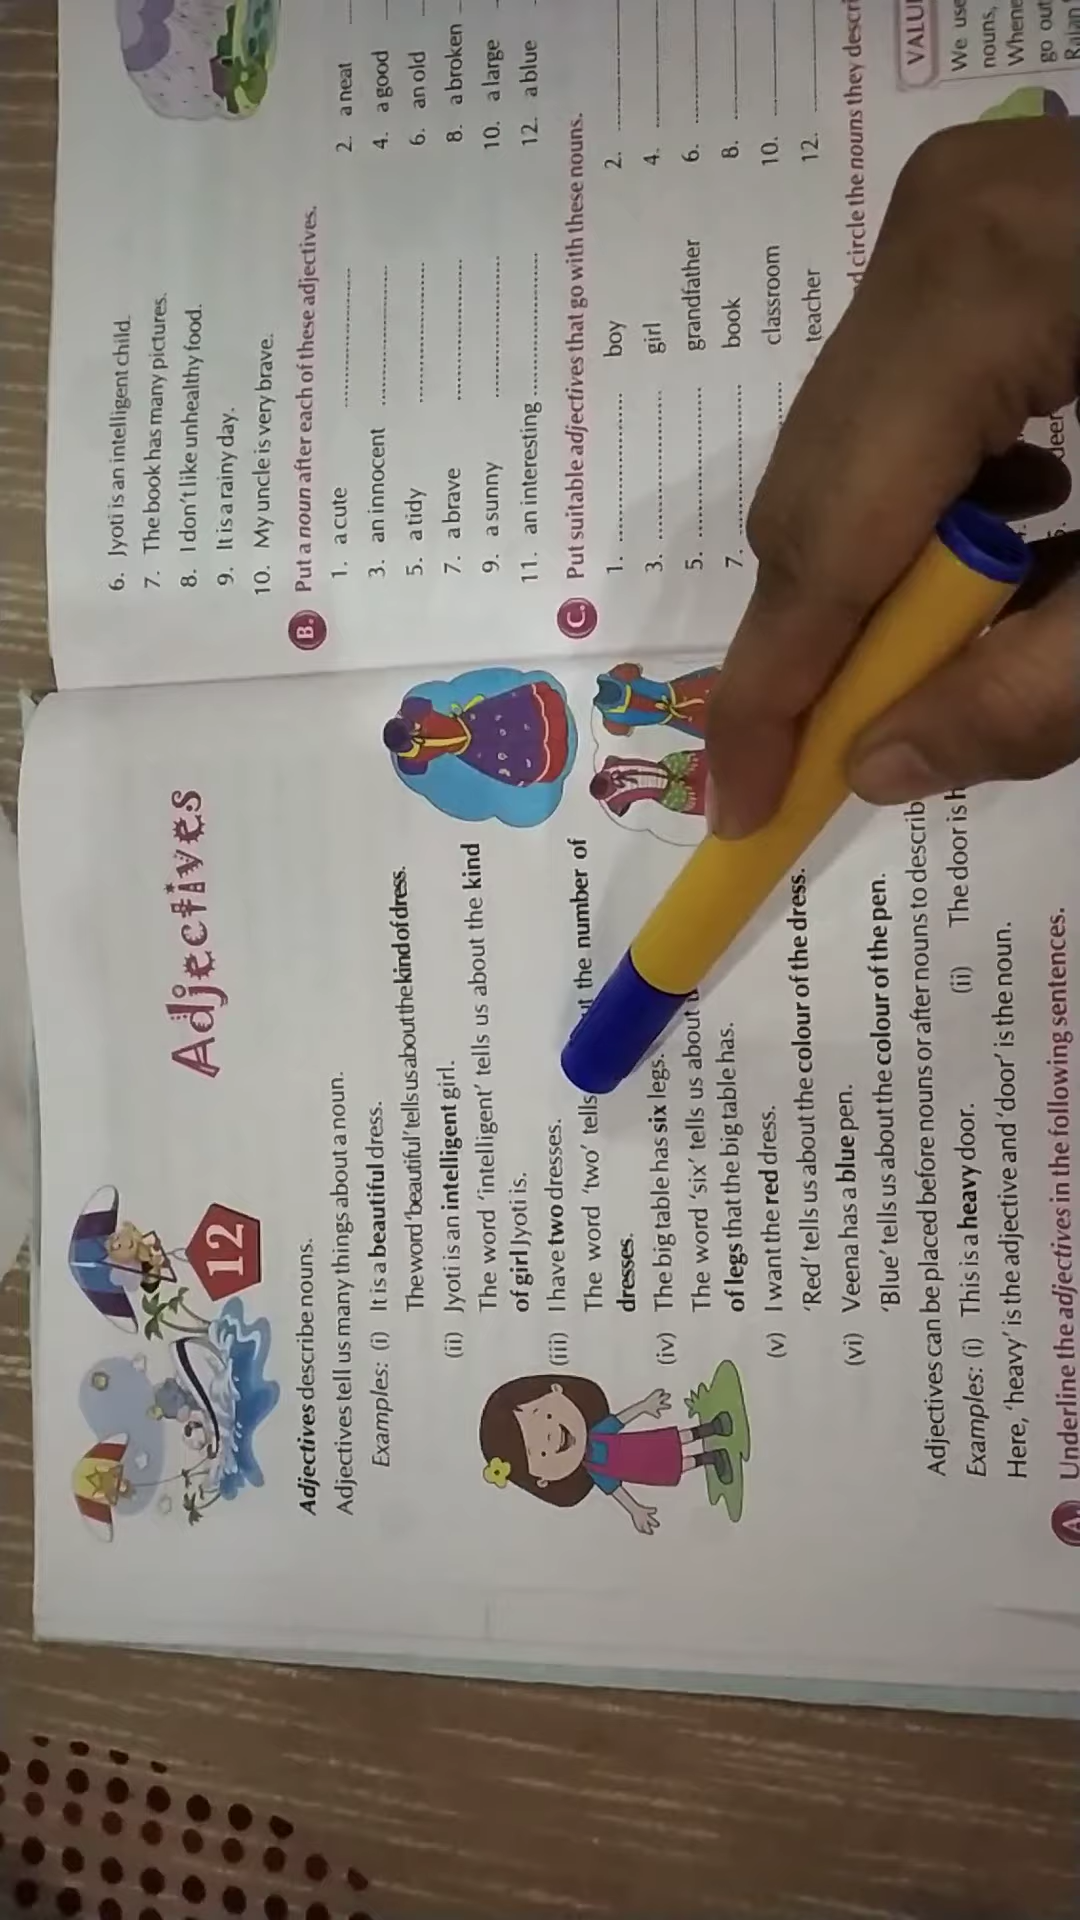 12
Adjectives
Adjectives describe nouns.
Adjectives tell us many things about a noun.
Examples: (i) It is a beautiful dress.
The word 'beautiful' tells us about the kind of dress.
(ii) Jyoti is an intelligent girl.
The word 'intelligent' tells us about the kind
of girl Jyoti is.
(iii) I have two dresses.
The word 'two' tells the number of
dresses.
(iv) The big table has six legs.
The word 'six' tells us about
of legs that the big table has.
(v) I want the red dress.
'Red' tells us about the colour of the dress.
(vi) Veena has a blue pen.
'Blue' tells us about the colour of the pen.
Adjectives can be placed before nouns or after nouns to describ
Examples: (i) This is a heavy door. (ii) The door is h
Here, 'heavy' is the adjective and 'door' is the noun.
A. Underline the adjectives in the following sentences.
6. Jyoti is an intelligent child.
7. The book has many pictures.
8. I don't like unhealthy food.
9. It is a rainy day.
10. My uncle is very brave.
B. Put a noun after each of these adjectives.
1. a cute 2. a neat
3. an innocent 4. a good
5. a tidy 6. an old
7. a brave 8. a broken
9. a sunny 10. a large
11. an interesting 12. a blue
C. Put suitable adjectives that go with these nouns.
1. boy 2.
3. girl 4.
5. grandfather 6.
7. book 8.
classroom 10.
teacher 12.
circle the nouns they descri
deer
VALU
We use
nouns,
Whene
go out